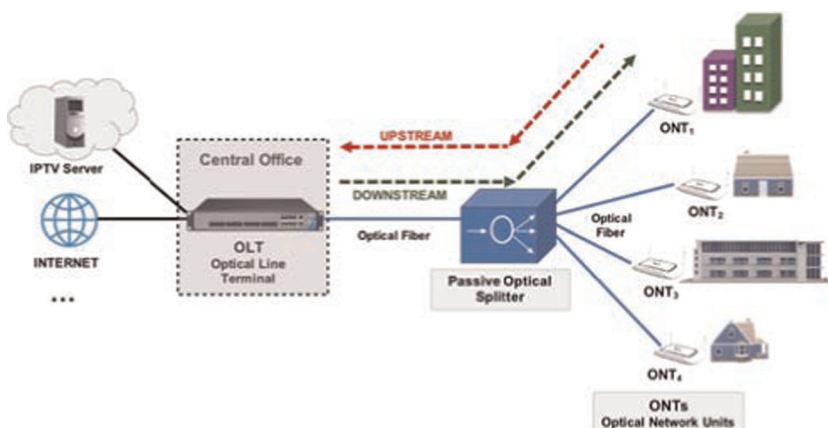 UPSTREAM
DOWNSTREAM
IPTV Server
INTERNET
...
Central Office
OLT
Optical Line
Terminal
Optical Fiber
Passive Optical
Splitter
Optical
Fiber
ONT₁
ONT₂
ONT₃
ONT₄
ONTs
Optical Network Units